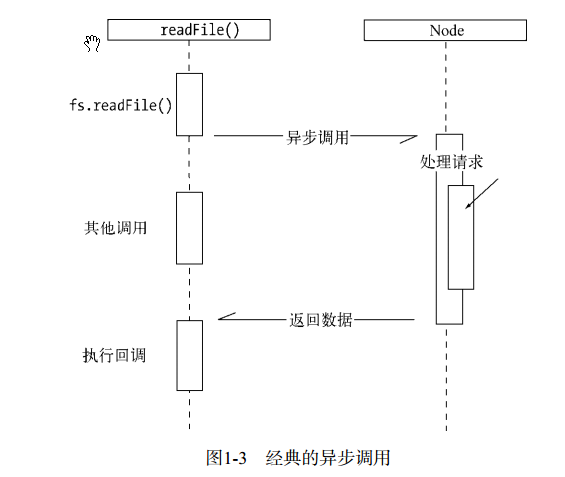 readFile()
Node
fs.readFile()
异步调用
处理请求
其他调用
返回数据
执行回调
图1-3 经典的异步调用